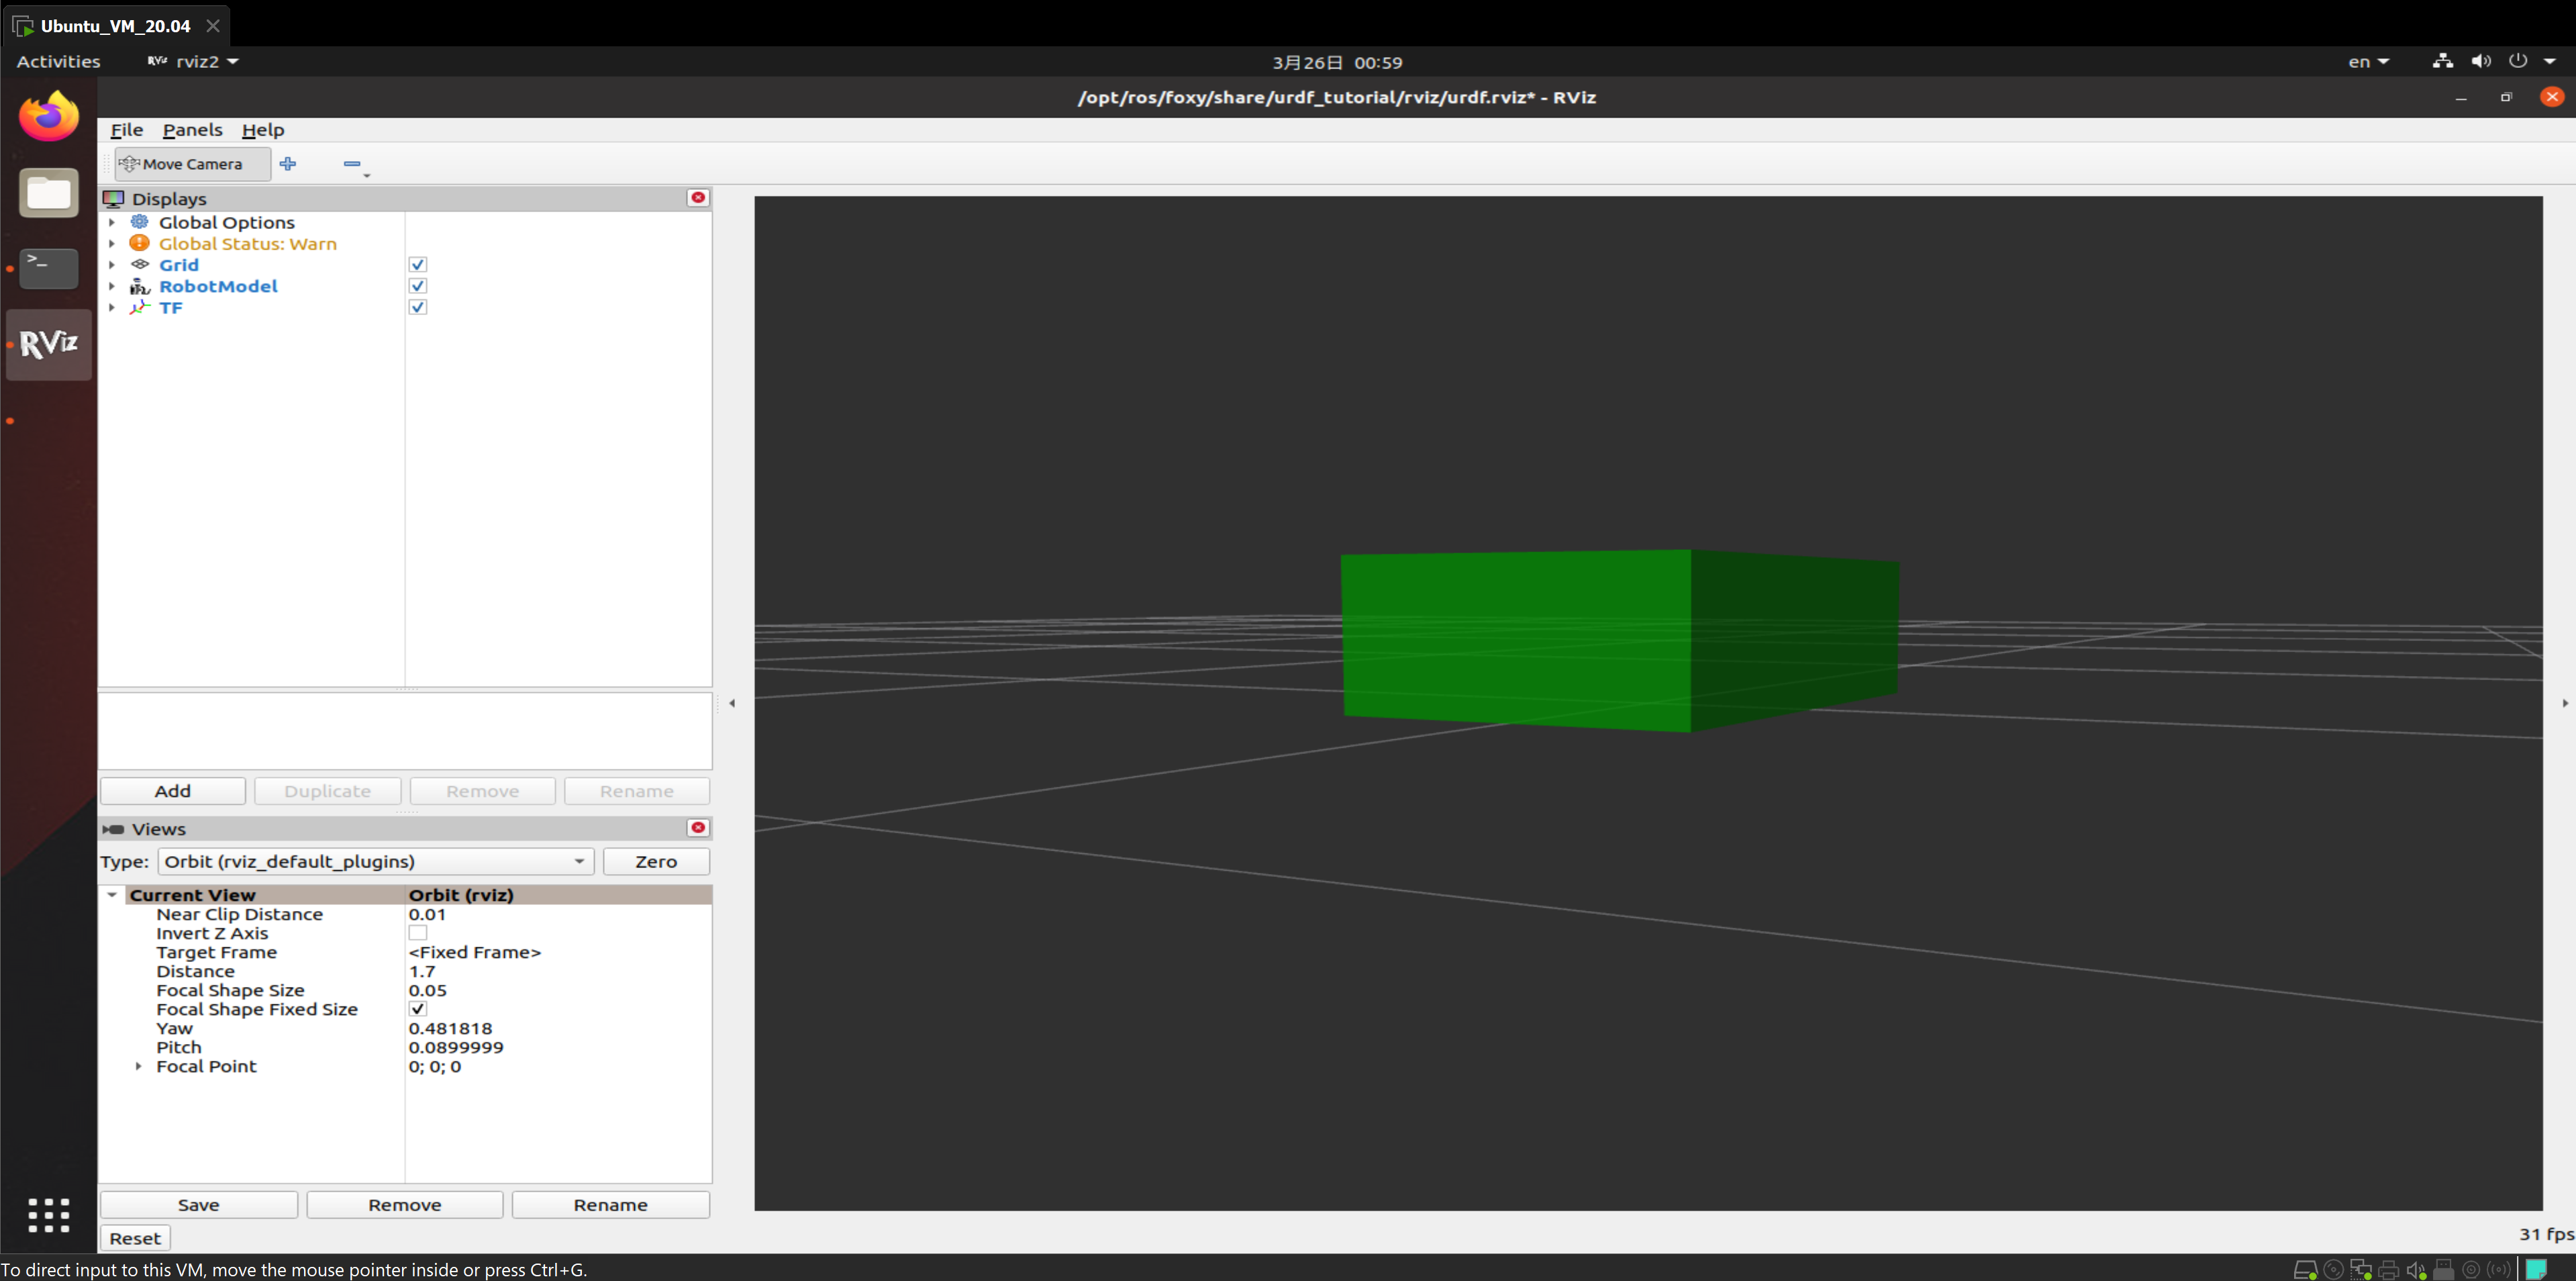 Ubuntu_VM_20.04
Activities
RViz rviz2
3月26日 00:59
en
/opt/ros/foxy/share/urdf_tutorial/rviz/urdf.rviz* - RViz
File Panels Help
Move Camera
Displays
Global Options
Global Status: Warn
Grid
RobotModel
TF
RViz
Add Duplicate Remove Rename
Views
Type: Orbit (rviz_default_plugins) Zero
Current View Orbit (rviz)
Near Clip Distance 0.01
Invert Z Axis
Target Frame <Fixed Frame>
Distance 1.7
Focal Shape Size 0.05
Focal Shape Fixed Size
Yaw 0.481818
Pitch 0.0899999
Focal Point 0; 0; 0
Save Remove Rename
Reset
31 fps
To direct input to this VM, move the mouse pointer inside or press Ctrl+G.